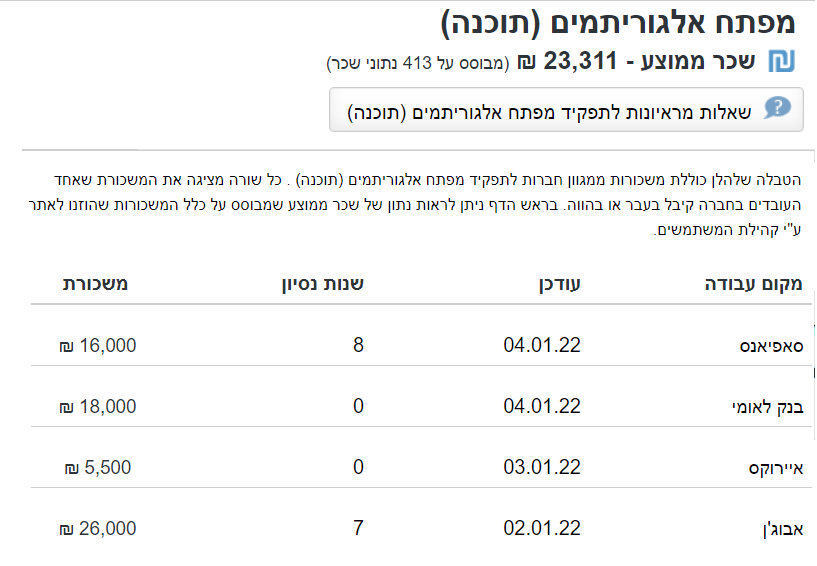 מפתח אלגוריתמים (תוכנה)
שכר ממוצע - 23,311 ₪ (מבוסס על 413 נתוני שכר)
שאלות מראיונות לתפקיד מפתח אלגוריתמים (תוכנה)
הטבלה שלהלן כוללת משכורות ממגוון חברות לתפקיד מפתח אלגוריתמים (תוכנה) . כל שורה מציגה את המשכורת שאחד
העובדים בחברה קיבל בעבר או בהווה. בראש הדף ניתן לראות נתון של שכר ממוצע שמבוסס על כלל המשכורות שהוזנו לאתר
ע"י קהילת המשתמשים.
מקום עבודה עודכן שנות נסיון משכורת
סאפיאנס 04.01.22 8 16,000 ₪
בנק לאומי 04.01.22 0 18,000 ₪
איירוקס 03.01.22 0 5,500 ₪
אבוג'ן 02.01.22 7 26,000 ₪